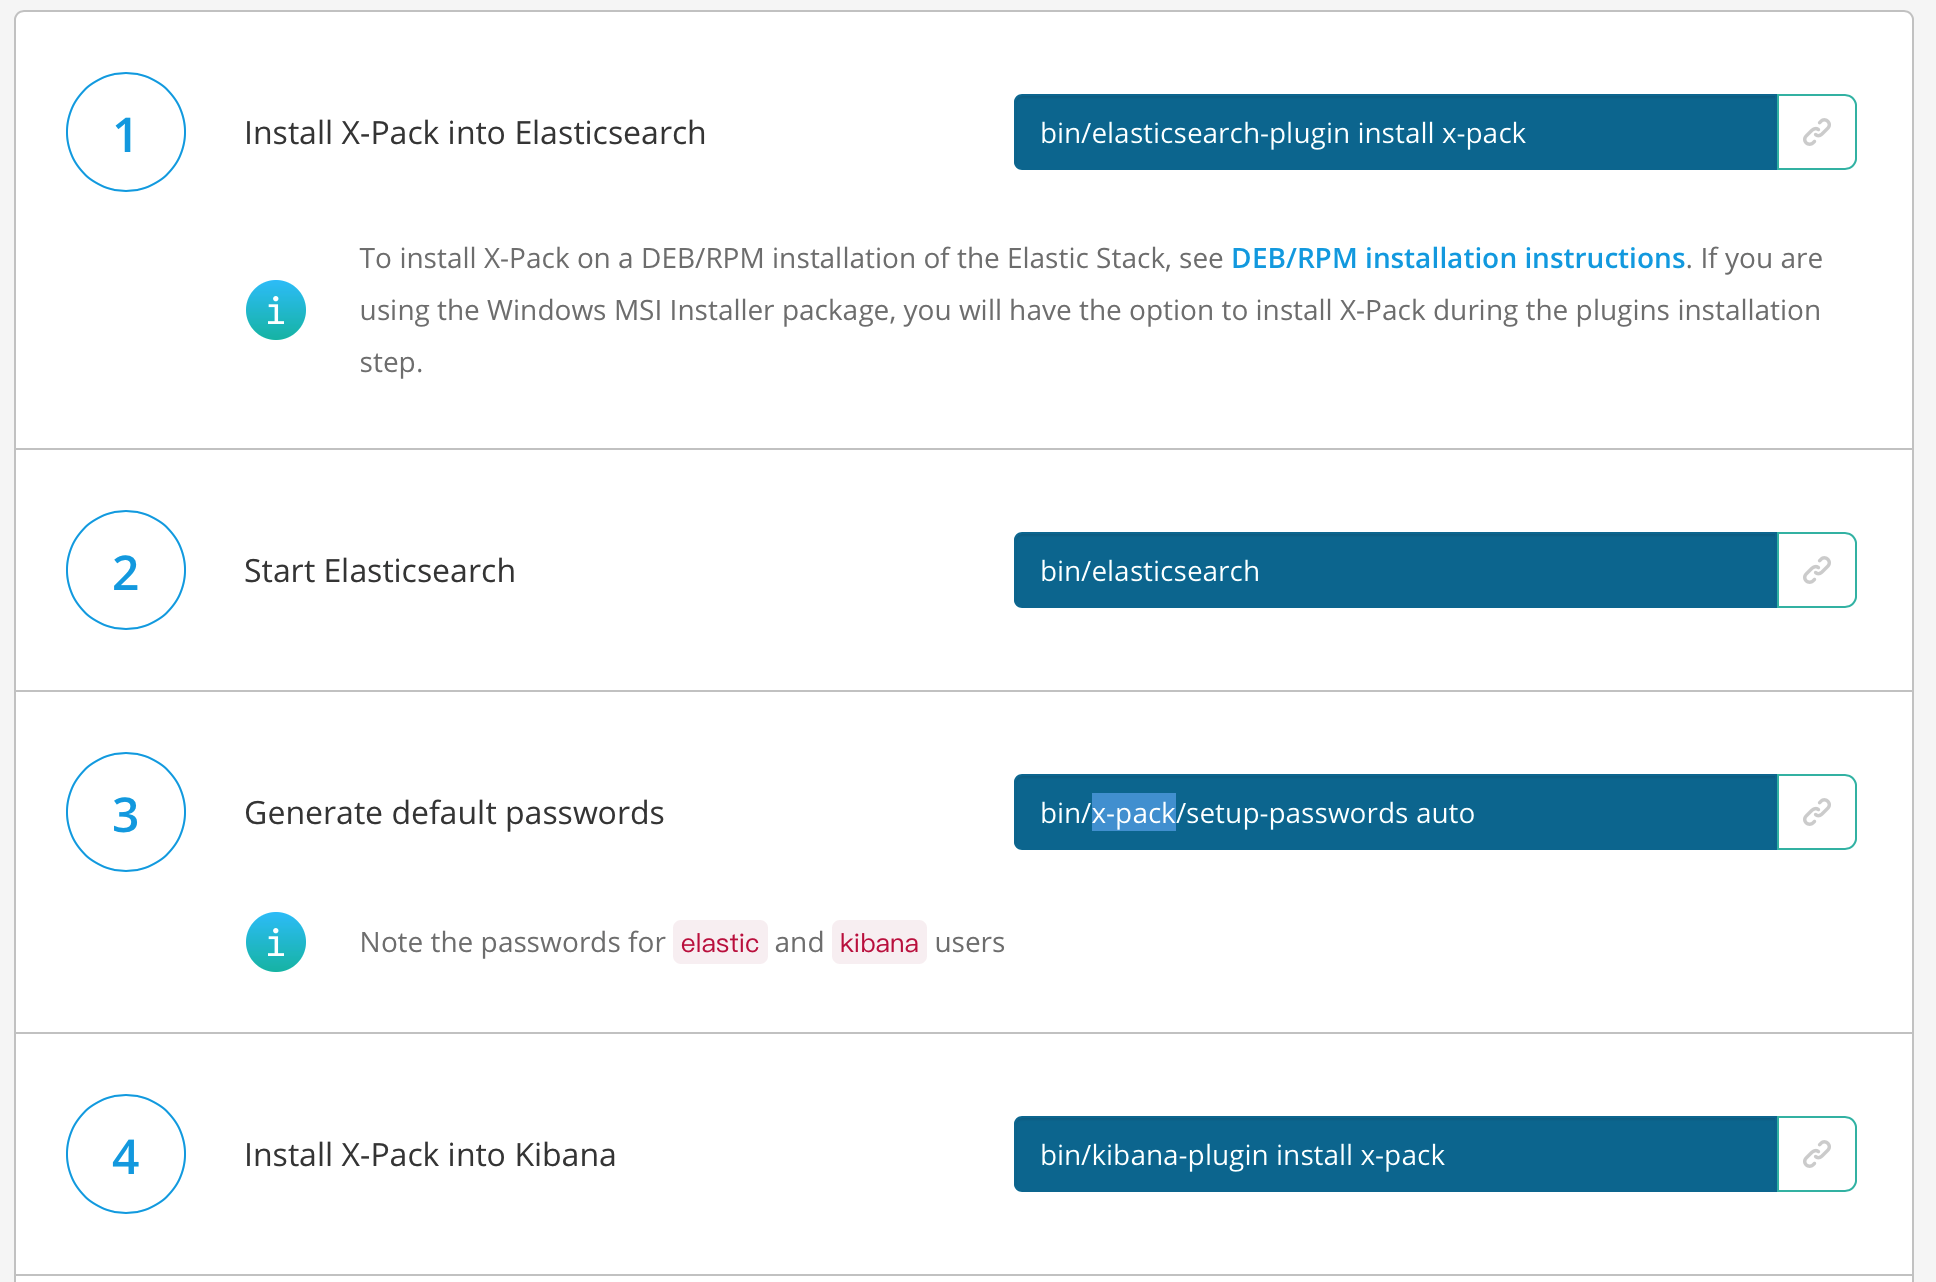 1
Install X-Pack into Elasticsearch
bin/elasticsearch-plugin install x-pack
i
To install X-Pack on a DEB/RPM installation of the Elastic Stack, see DEB/RPM installation instructions. If you are
using the Windows MSI Installer package, you will have the option to install X-Pack during the plugins installation
step.
2
Start Elasticsearch
bin/elasticsearch
3
Generate default passwords
bin/x-pack/setup-passwords auto
i
Note the passwords for elastic and kibana users
4
Install X-Pack into Kibana
bin/kibana-plugin install x-pack